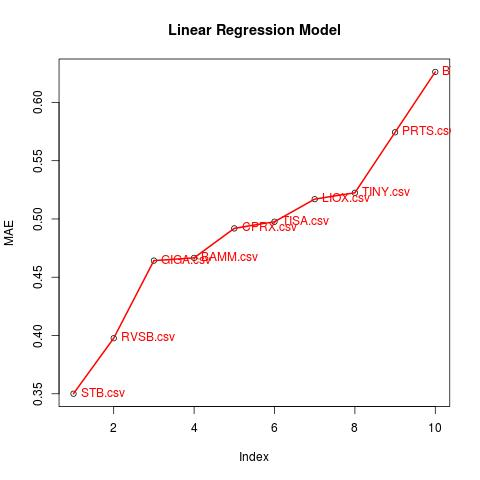 Linear Regression Model
MAE
0.60
0.55
0.50
0.45
0.40
0.35
B
PRTS.csv
TINY.csv
LIOX.csv
TISA.csv
CPRX.csv
BAMM.csv
GIGA.csv
RVSB.csv
STB.csv
2
4
6
8
10
Index